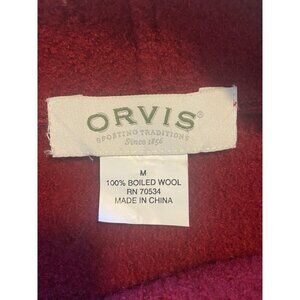 ORVIS®
SPORTING TRADITIONS
Since 1856
M
100% BOILED WOOL
RN 70534
MADE IN CHINA